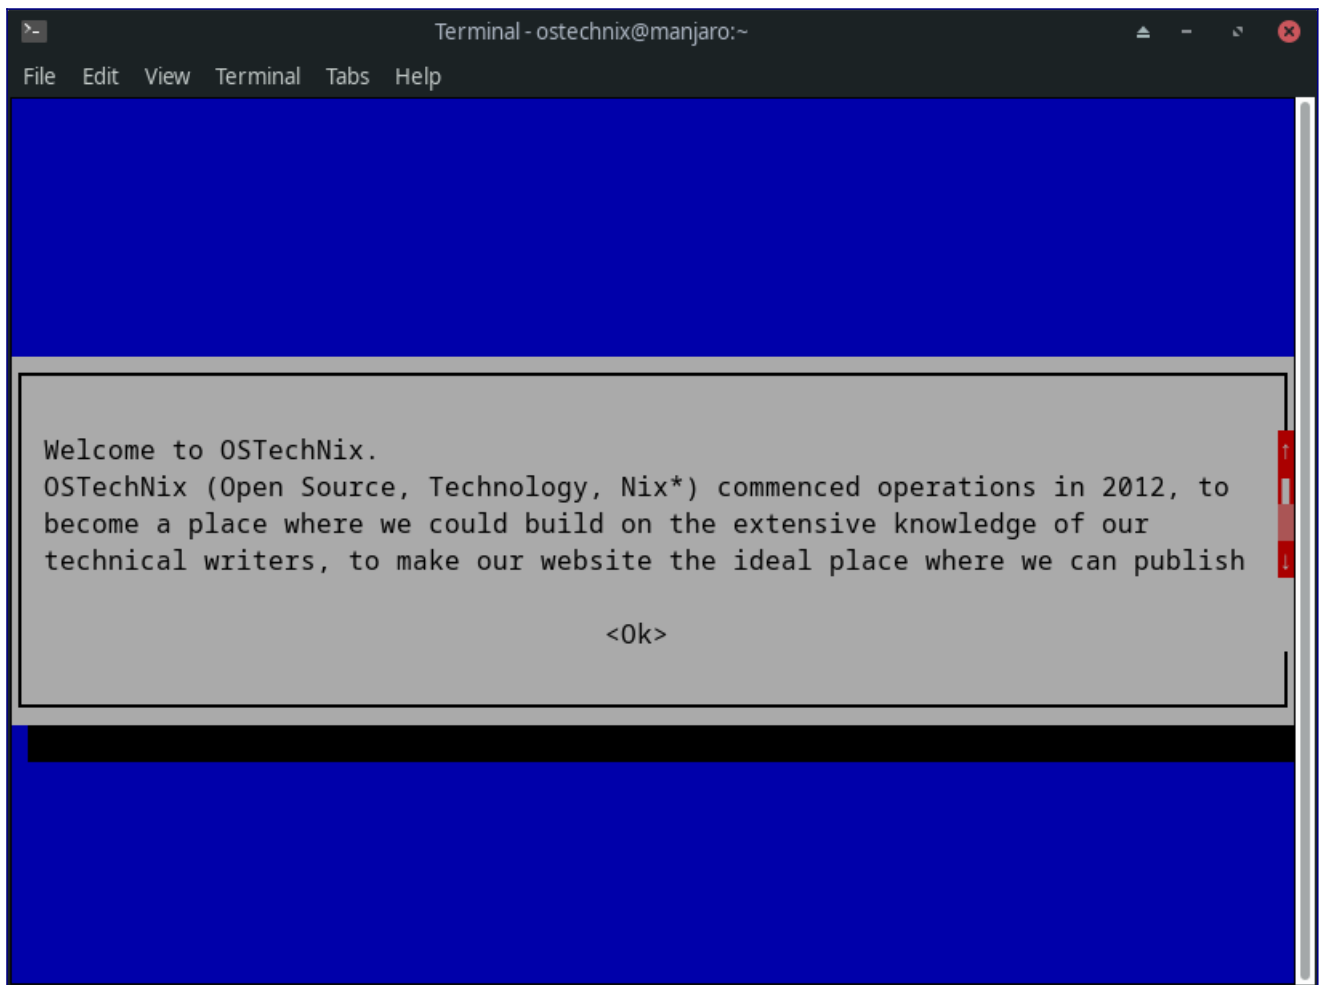 Terminal - ostechnix@manjaro:~
File Edit View Terminal Tabs Help
Welcome to OSTechNix.
OSTechNix (Open Source, Technology, Nix*) commenced operations in 2012, to
become a place where we could build on the extensive knowledge of our
technical writers, to make our website the ideal place where we can publish
<Ok>